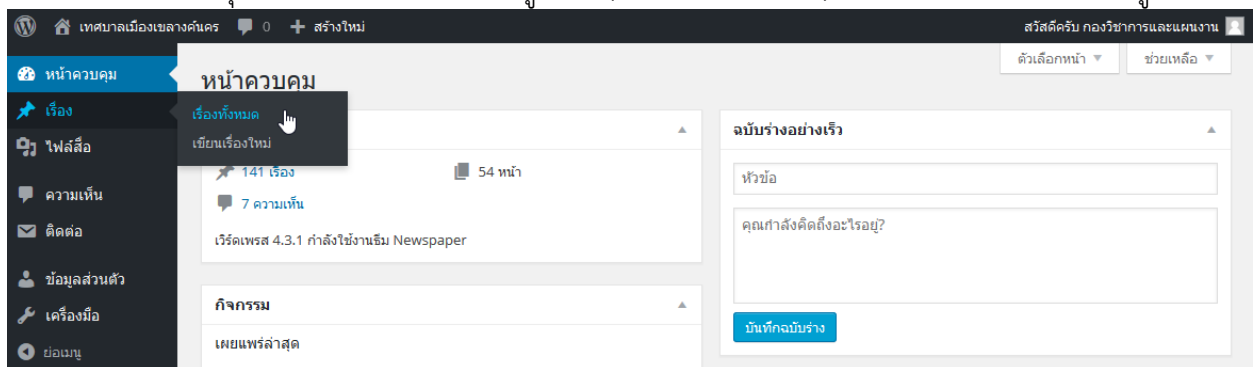 เทศบาลเมืองเขลางค์นคร 0 + สร้างใหม่ สวัสดีครับ กองวิชาการและแผนงาน
ตัวเลือกหน้า ▼ ช่วยเหลือ ▼
หน้าควบคุม
หน้าควบคุม
เรื่อง
เรื่องทั้งหมด
เขียนเรื่องใหม่
ไฟล์สื่อ
ความเห็น
ติดต่อ
ข้อมูลส่วนตัว
เครื่องมือ
ย่อเมนู
141 เรื่อง 54 หน้า
7 ความเห็น
เวิร์ดเพรส 4.3.1 กำลังใช้งานธีม Newspaper
กิจกรรม
เผยแพร่ล่าสุด
ฉบับร่างอย่างเร็ว
หัวข้อ
คุณกำลังคิดถึงอะไรอยู่?
บันทึกฉบับร่าง